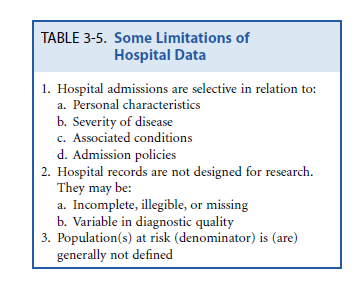 TABLE 3-5. Some Limitations of
Hospital Data
1. Hospital admissions are selective in relation to:
a. Personal characteristics
b. Severity of disease
c. Associated conditions
d. Admission policies
2. Hospital records are not designed for research.
They may be:
a. Incomplete, illegible, or missing
b. Variable in diagnostic quality
3. Population(s) at risk (denominator) is (are)
generally not defined